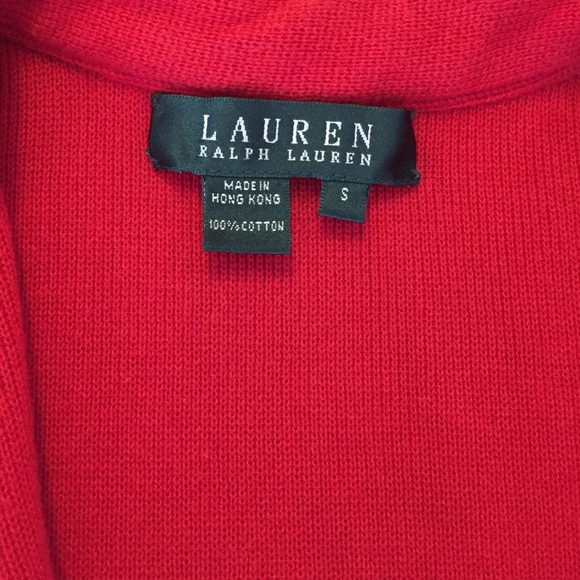 LAUREN
RALPH LAUREN
MADE IN
HONG KONG
100% COTTON
S